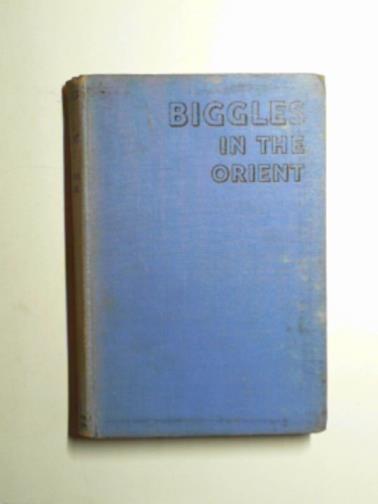 BIGGLES
IN THE
ORIENT